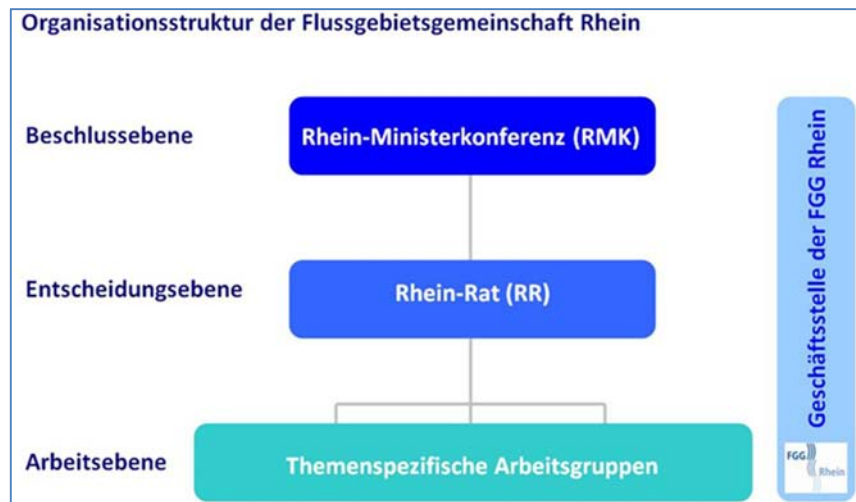 Organisationsstruktur der Flussgebietsgemeinschaft Rhein
Beschlussebene
Rhein-Ministerkonferenz (RMK)
Entscheidungsebene
Rhein-Rat (RR)
Arbeitsebene
Themenspezifische Arbeitsgruppen
Geschäftsstelle der FGG Rhein
FGG
Rhein